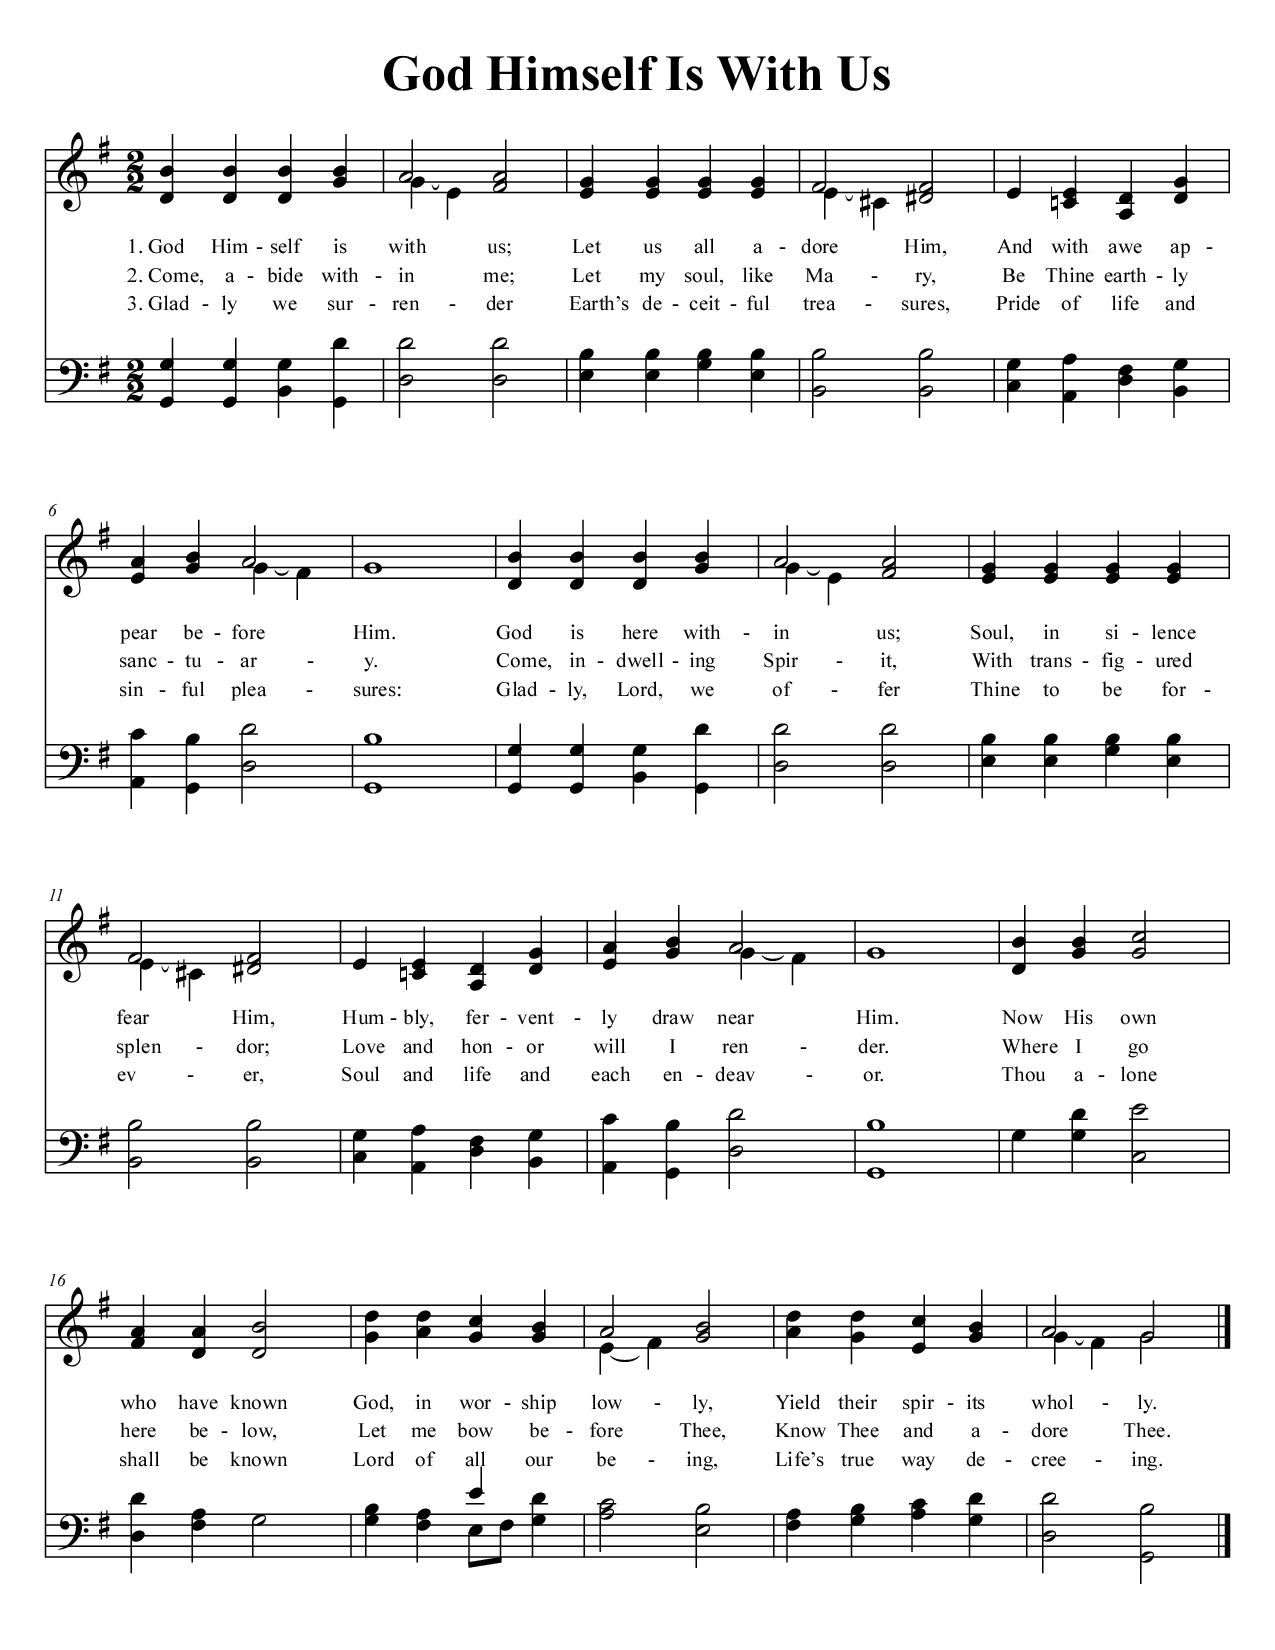 God Himself Is With Us
1. God Him - self is with us; Let us all a - dore Him, And with awe ap -
2. Come, a - bide with - in me; Let my soul, like Ma - ry, Be Thine earth - ly
3. Glad - ly we sur - ren - der Earth’s de - ceit - ful trea - sures, Pride of life and
6
pear be - fore Him. God is here with - in us; Soul, in si - lence
sanc - tu - ar - y. Come, in - dwell - ing Spir - it, With trans - fig - ured
sin - ful plea - sures: Glad - ly, Lord, we of - fer Thine to be for -
11
fear Him, Hum - bly, fer - vent - ly draw near Him. Now His own
splen - dor; Love and hon - or will I ren - der. Where I go
ev - er, Soul and life and each en - deav - or. Thou a - lone
16
who have known God, in wor - ship low - ly, Yield their spir - its whol - ly.
here be - low, Let me bow be - fore Thee, Know Thee and a - dore Thee.
shall be known Lord of all our be - ing, Life’s true way de - cree - ing.